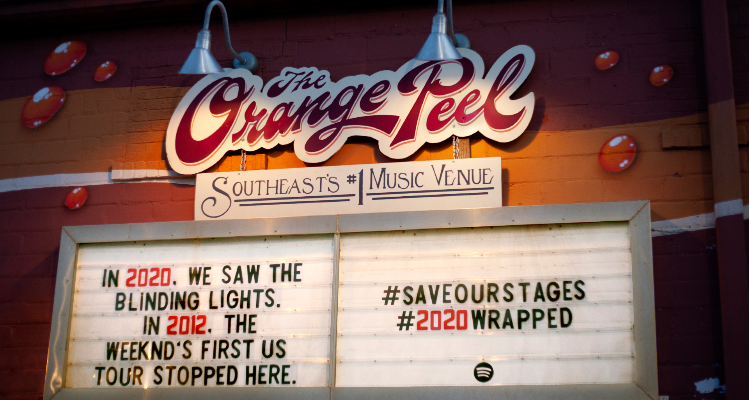 The
Orange Peel
SOUTHEAST'S #1 MUSIC VENUE
IN 2020, WE SAW THE
BLINDING LIGHTS.
IN 2012, THE
WEEKND'S FIRST US
TOUR STOPPED HERE.
#SAVEOURSTAGES
#2020WRAPPED